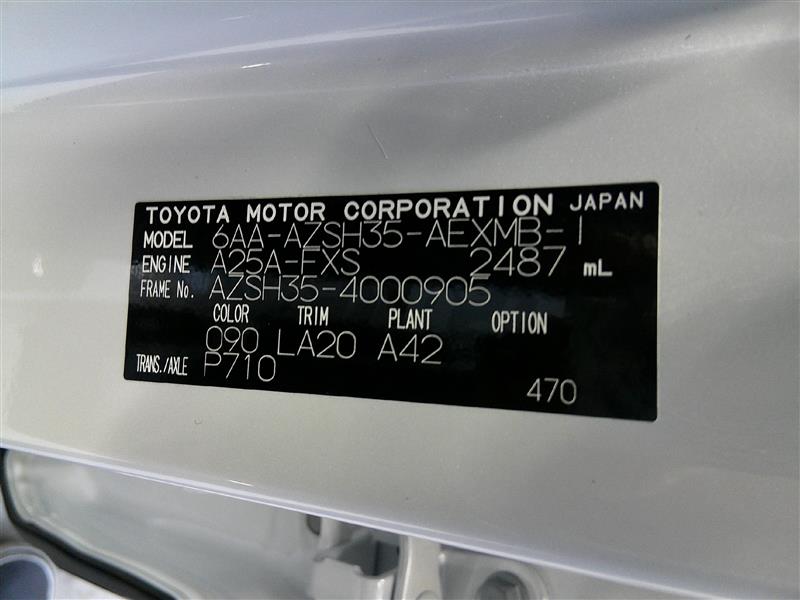 TOYOTA MOTOR CORPORATION JAPAN
MODEL 6AA-AZSH35-AEXMB-1
ENGINE A25A-FXS 2487 mL
FRAME No. AZSH35-4000905
COLOR TRIM PLANT OPTION
090 LA20 A42
TRANS./AXLE P710
470